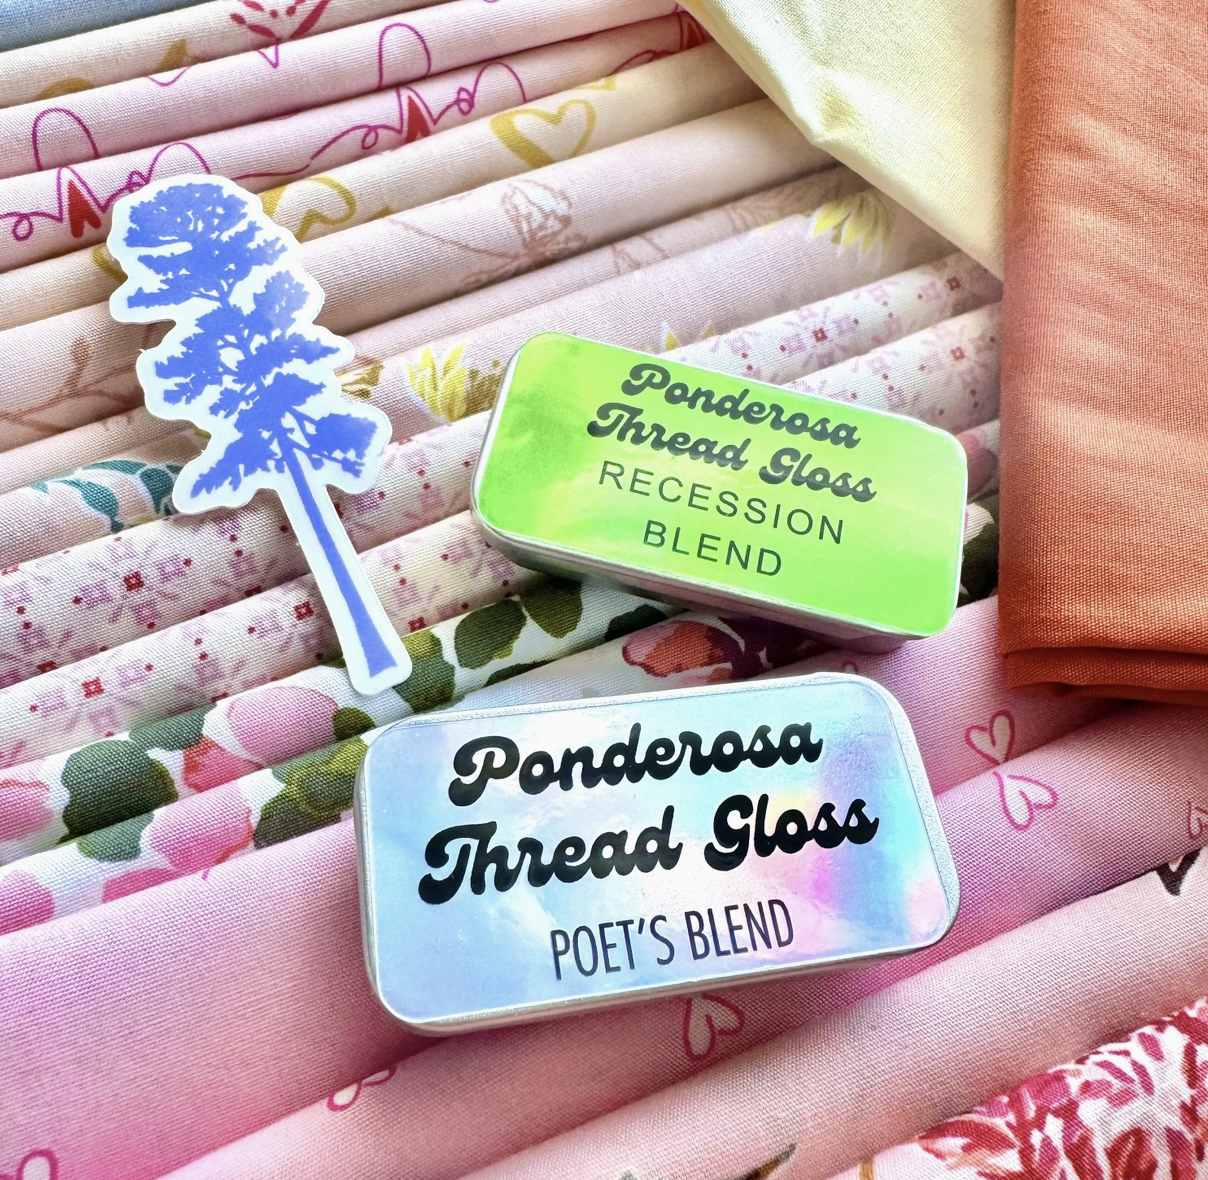 Ponderosa
Thread Gloss
RECESSION
BLEND
Ponderosa
Thread Gloss
POET'S BLEND